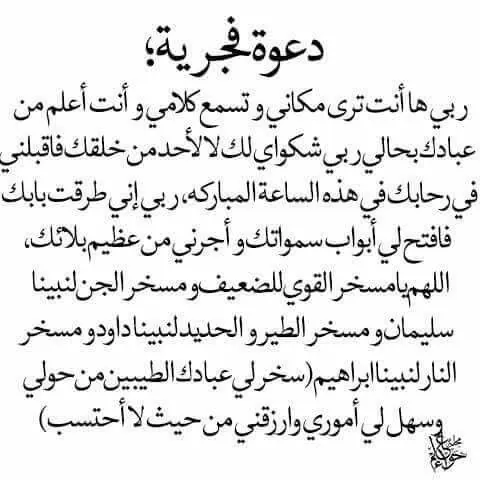 دعوة فجرية؛
ربي ها أنت ترى مكاني و تسمع كلامي و أنت أعلم من
عبادك بحالي ربي شكواي لك لا لأحد من خلقك فاقبلني
في رحابك في هذه الساعة المباركه، ربي إني طرقت بابك
فافتح لي أبواب سمواتك و أجرني من عظيم بلائك،
اللهم يا مسخر القوي للضعيف و مسخر الجن لنبينا
سليمان و مسخر الطير و الحديد لنبينا داود و مسخر
النار لنبينا ابراهيم (سخر لي عبادك الطيبين من حولي
وسهل لي أموري وارزقني من حيث لا أحتسب)